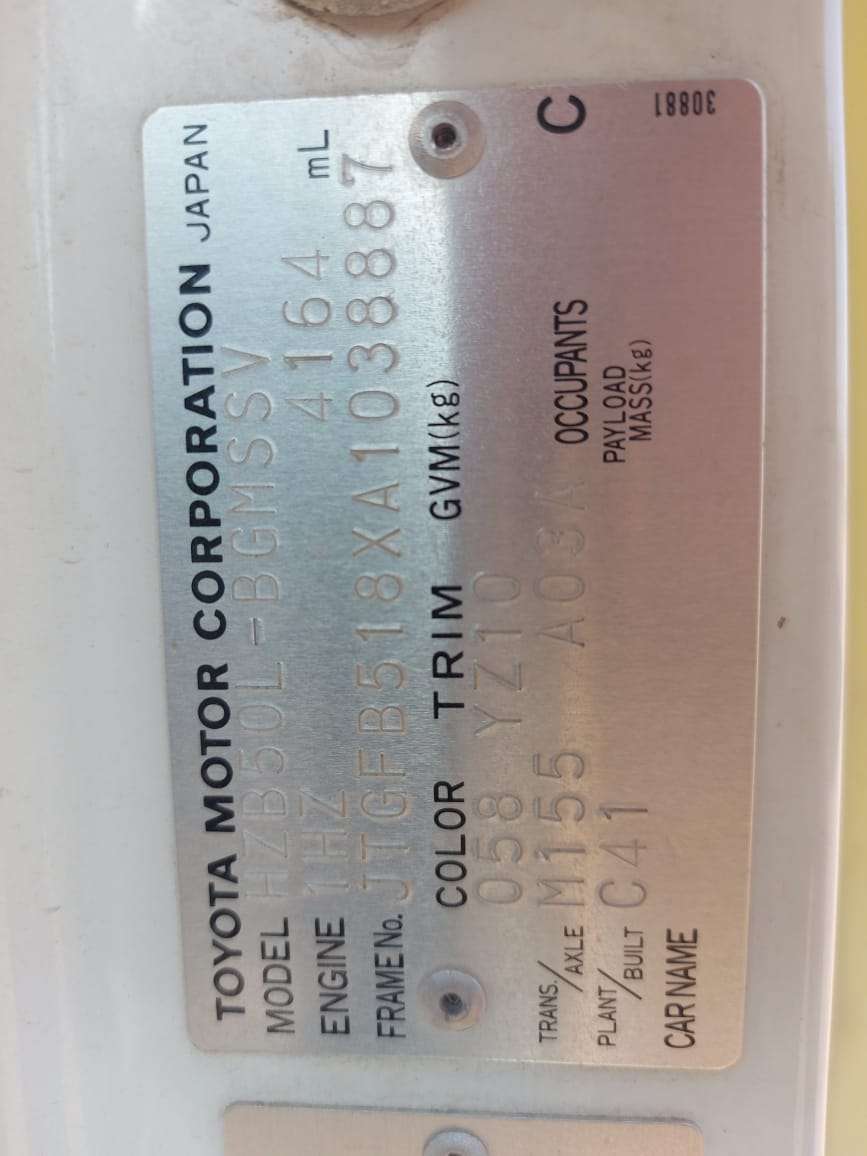 TOYOTA MOTOR CORPORATION JAPAN
MODEL HZB50L-BGMSSV
ENGINE 1HZ 4164 mL
FRAME No. JTGFB518XA1038887
COLOR TRIM GVM(kg)
058 YZ10
TRANS./AXLE M155 A03A OCCUPANTS C
PLANT/BUILT C41 PAYLOAD MASS(kg)
CAR NAME
30881